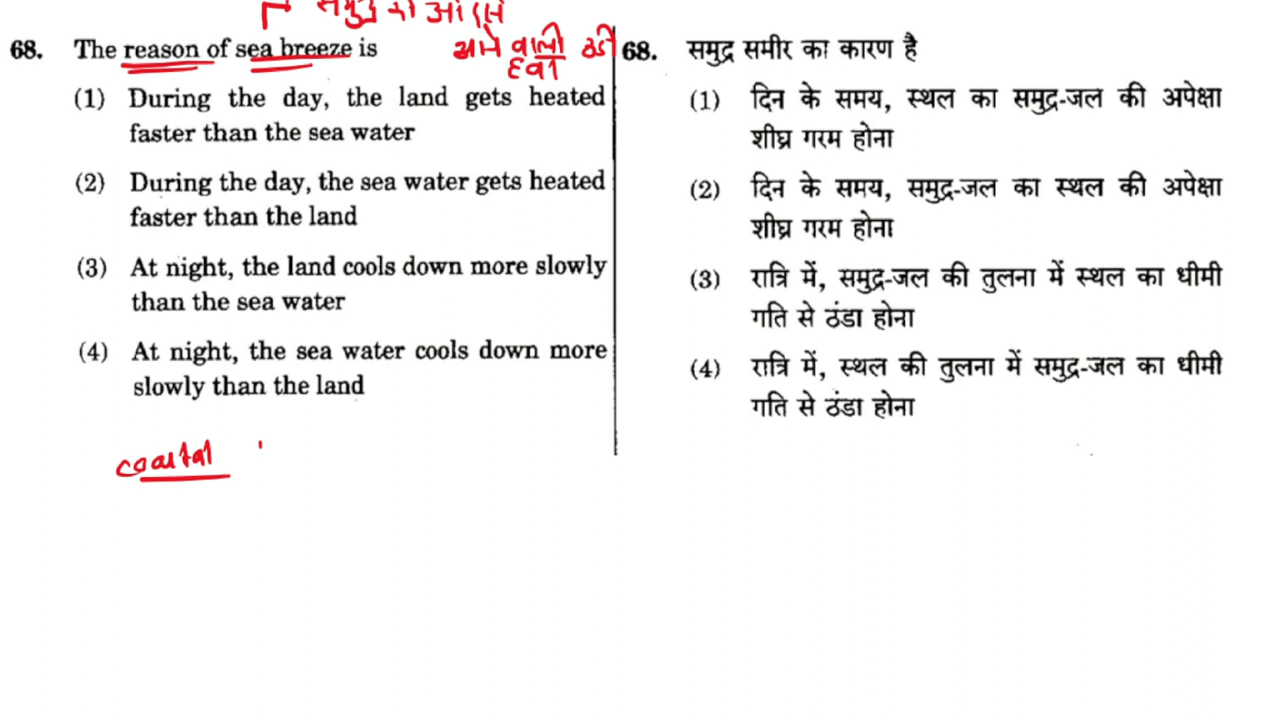 समुद्र की ओर से
68. The reason of sea breeze is
आने वाली ठंडी
हवा
(1) During the day, the land gets heated
faster than the sea water
(2) During the day, the sea water gets heated
faster than the land
(3) At night, the land cools down more slowly
than the sea water
(4) At night, the sea water cools down more
slowly than the land
coastal
68. समुद्र समीर का कारण है
(1) दिन के समय, स्थल का समुद्र-जल की अपेक्षा
शीघ्र गरम होना
(2) दिन के समय, समुद्र-जल का स्थल की अपेक्षा
शीघ्र गरम होना
(3) रात्रि में, समुद्र-जल की तुलना में स्थल का धीमी
गति से ठंडा होना
(4) रात्रि में, स्थल की तुलना में समुद्र-जल का धीमी
गति से ठंडा होना